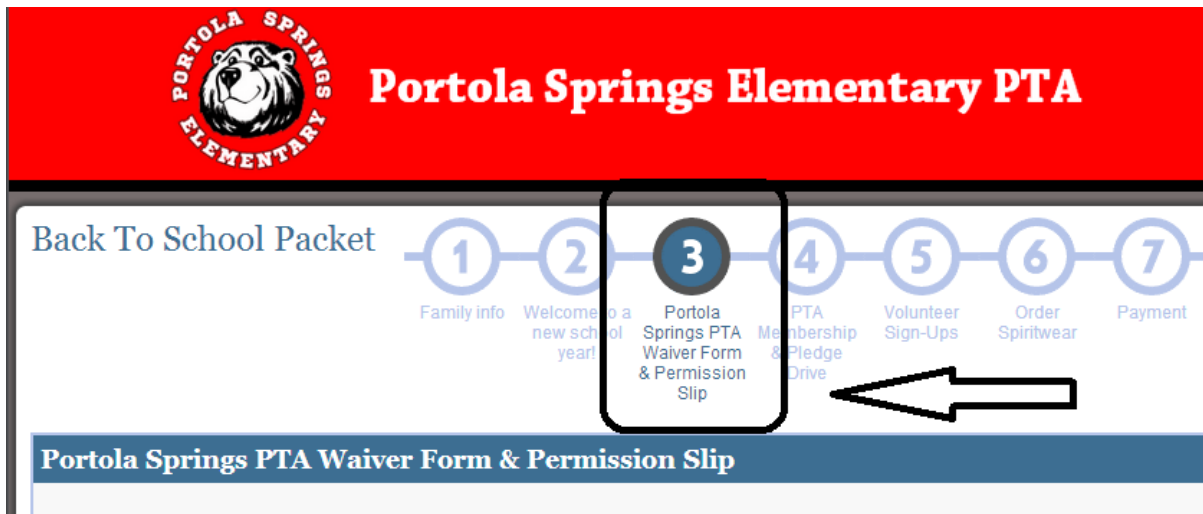 PORTOLA SPRINGS
ELEMENTARY
Portola Springs Elementary PTA
Back To School Packet
1
Family info
2
Welcome to a
new school
year!
3
Portola
Springs PTA
Waiver Form
& Permission
Slip
4
PTA
Membership
& Pledge
Drive
5
Volunteer
Sign-Ups
6
Order
Spiritwear
7
Payment
Portola Springs PTA Waiver Form & Permission Slip